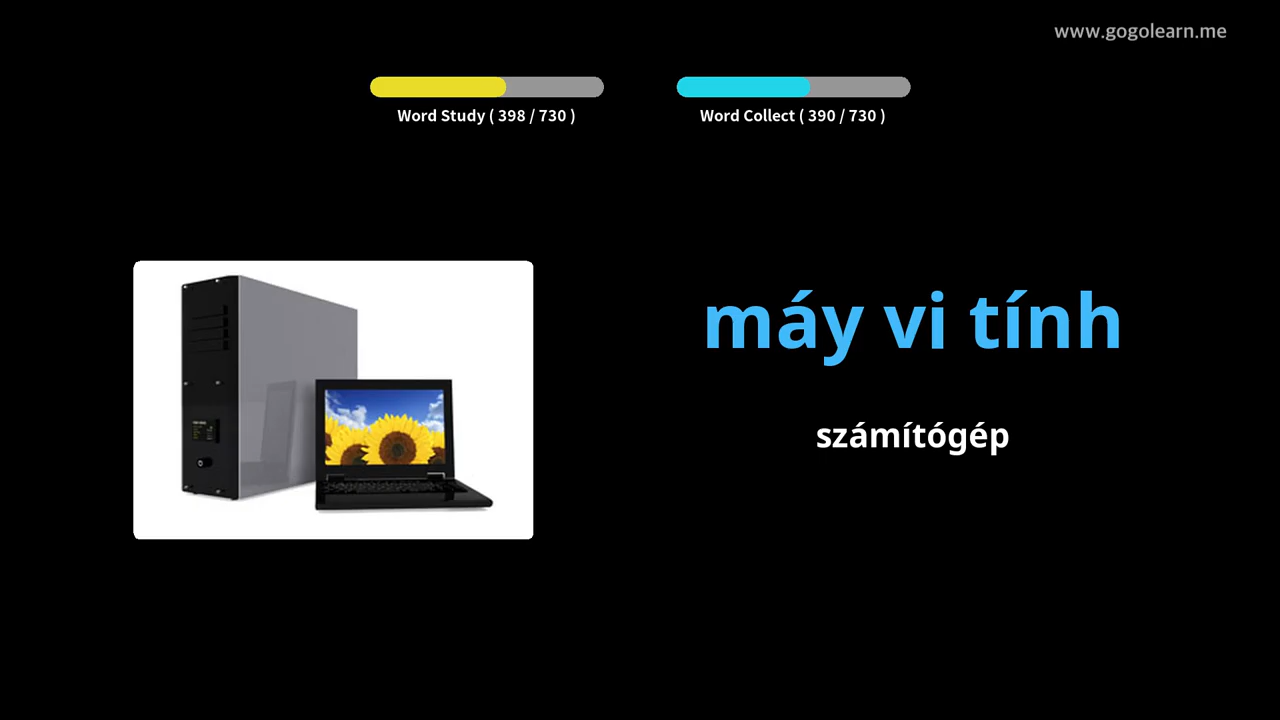 www.gogolearn.me
Word Study ( 398 / 730 )
Word Collect ( 390 / 730 )
máy vi tính
számítógép